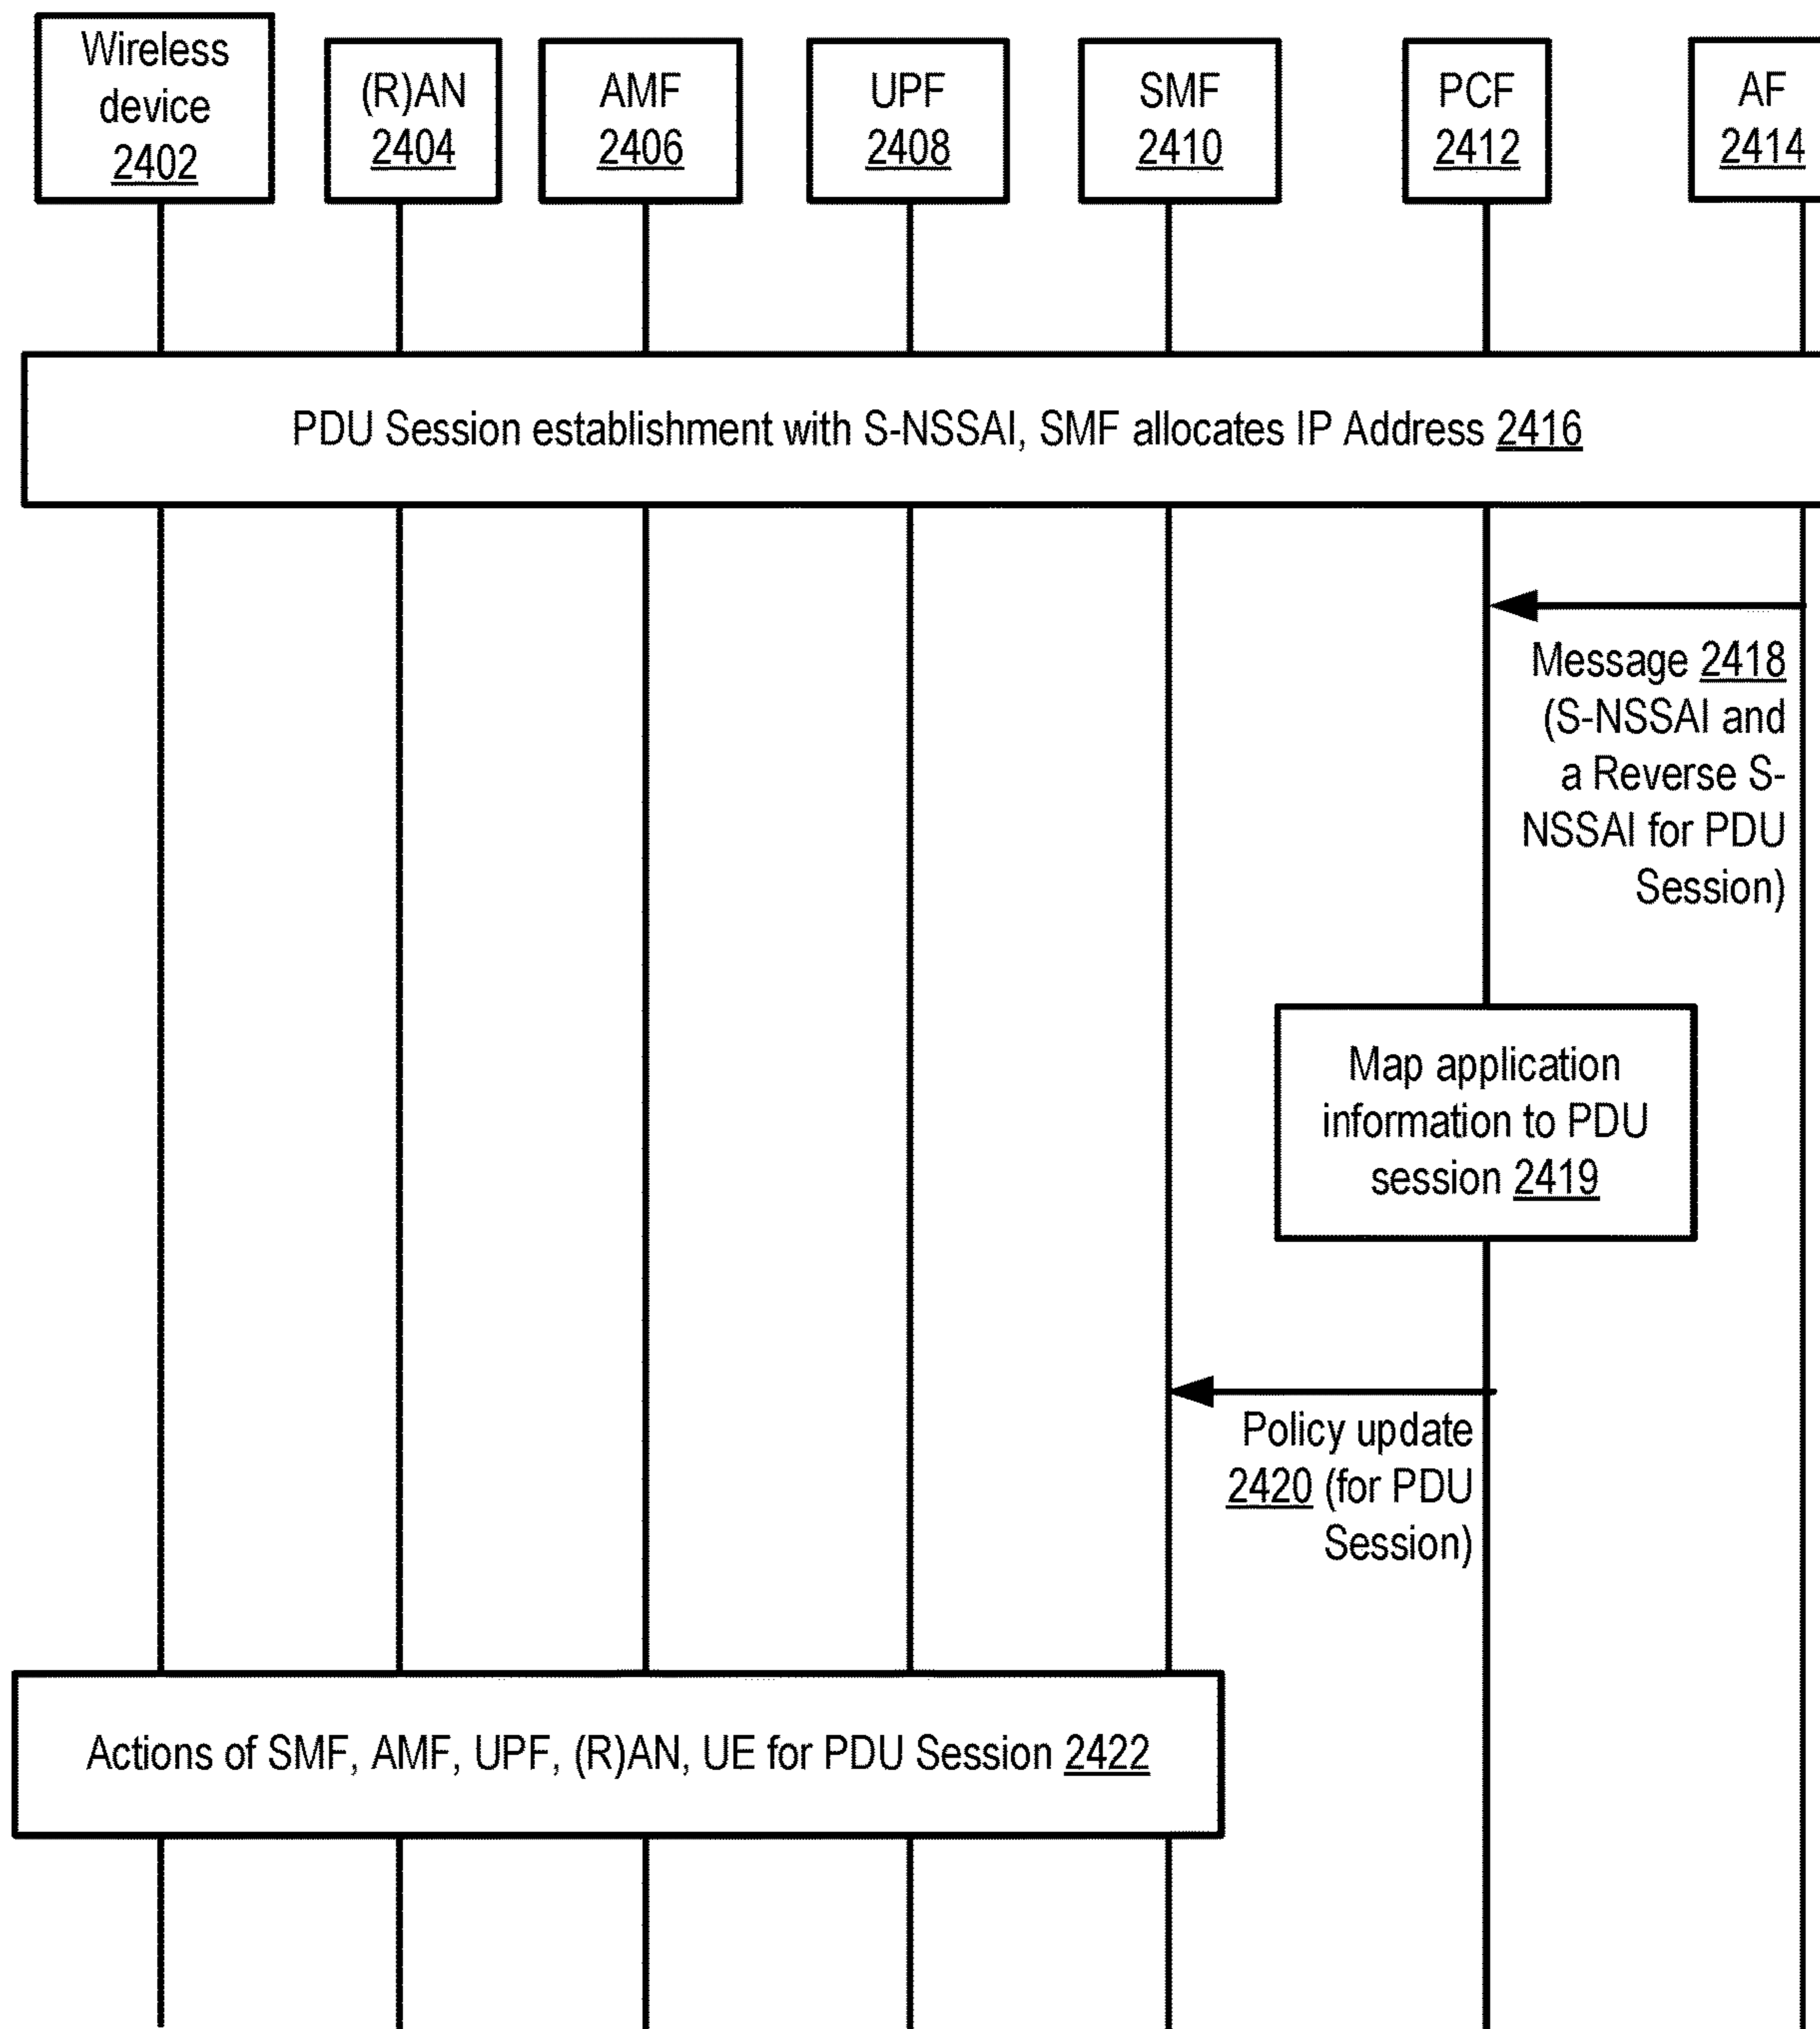 Wireless
device
2402
(R)AN
2404
AMF
2406
UPF
2408
SMF
2410
PCF
2412
AF
2414
PDU Session establishment with S-NSSAI, SMF allocates IP Address 2416
Message 2418
(S-NSSAI and
a Reverse S-
NSSAI for PDU
Session)
Map application
information to PDU
session 2419
Policy update
2420 (for PDU
Session)
Actions of SMF, AMF, UPF, (R)AN, UE for PDU Session 2422